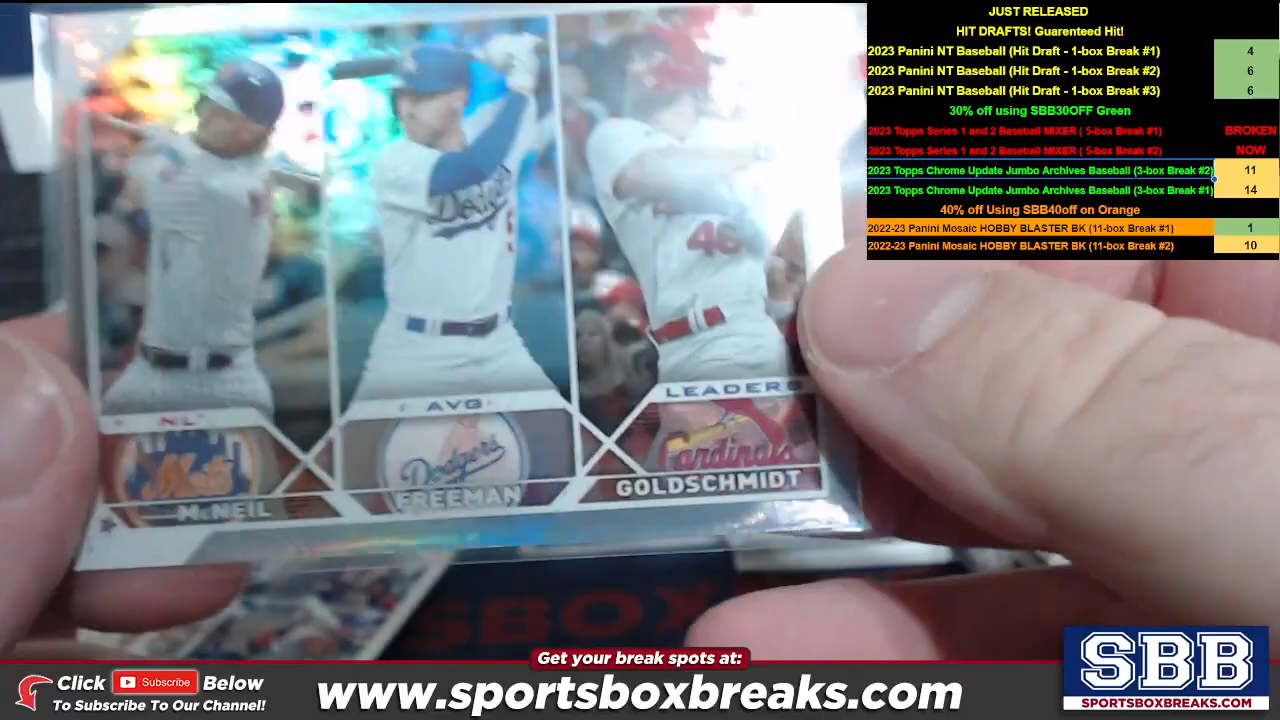 JUST RELEASED
HIT DRAFTS! Guarenteed Hit!
2023 Panini NT Baseball (Hit Draft - 1-box Break #1) 4
2023 Panini NT Baseball (Hit Draft - 1-box Break #2) 6
2023 Panini NT Baseball (Hit Draft - 1-box Break #3) 6
30% off using SBB30OFF Green
2023 Topps Series 1 and 2 Baseball MIXER ( 5-box Break #1) BROKEN
2023 Topps Series 1 and 2 Baseball MIXER ( 5-box Break #2) NOW
2023 Topps Chrome Update Jumbo Archives Baseball (3-box Break #2) 11
2023 Topps Chrome Update Jumbo Archives Baseball (3-box Break #1) 14
40% off Using SBB40off on Orange
2022-23 Panini Mosaic HOBBY BLASTER BK (11-box Break #1) 1
2022-23 Panini Mosaic HOBBY BLASTER BK (11-box Break #2) 10
Dodgers
46
NL AVG LEADERS
Mets Dodgers Cardinals
McNEIL FREEMAN GOLDSCHMIDT
SBOX
Get your break spots at:
Click Subscribe Below
To Subscribe To Our Channel!
www.sportsboxbreaks.com
SBB
SPORTSBOXBREAKS.COM